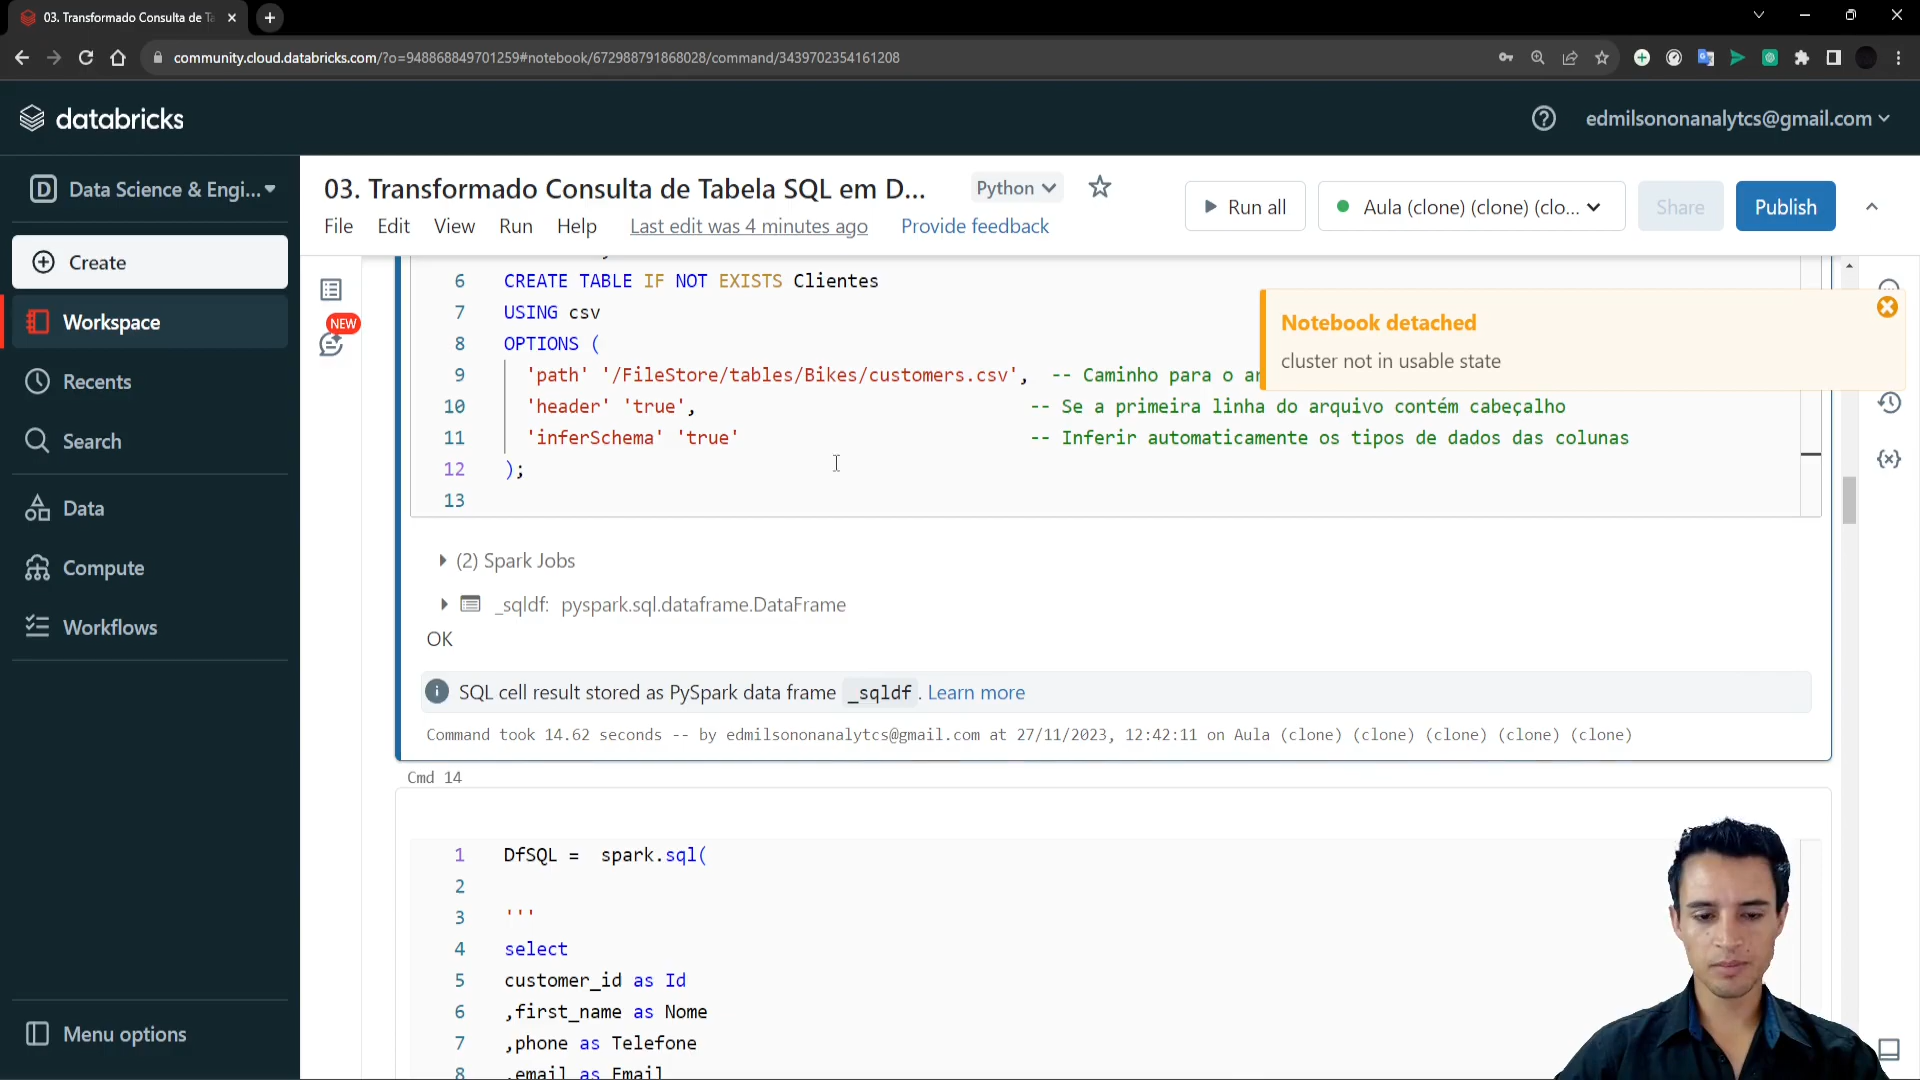 03. Transformado Consulta de Ta
community.cloud.databricks.com/?o=948868849701259#notebook/672988791868028/command/3439702354161208
databricks
edmilsononanalytcs@gmail.com
D Data Science & Engi...
03. Transformado Consulta de Tabela SQL em D...
Python
Run all
Aula (clone) (clone) (clo...
Share
Publish
File Edit View Run Help Last edit was 4 minutes ago Provide feedback
Create
Workspace
Recents
Search
Data
Compute
Workflows
Menu options
NEW
6 CREATE TABLE IF NOT EXISTS Clientes
7 USING csv
8 OPTIONS (
9 'path' '/FileStore/tables/Bikes/customers.csv', -- Caminho para o
10 'header' 'true', -- Se a primeira linha do arquivo contém cabeçalho
11 'inferSchema' 'true' -- Inferir automaticamente os tipos de dados das colunas
12 );
13
Notebook detached
cluster not in usable state
(2) Spark Jobs
_sqldf: pyspark.sql.dataframe.DataFrame
OK
SQL cell result stored as PySpark data frame _sqldf . Learn more
Command took 14.62 seconds -- by edmilsononanalytcs@gmail.com at 27/11/2023, 12:42:11 on Aula (clone) (clone) (clone) (clone) (clone)
Cmd 14
1 DfSQL = spark.sql(
2
3 '''
4 select
5 customer_id as Id
6 ,first_name as Nome
7 ,phone as Telefone
8 ,email as Email